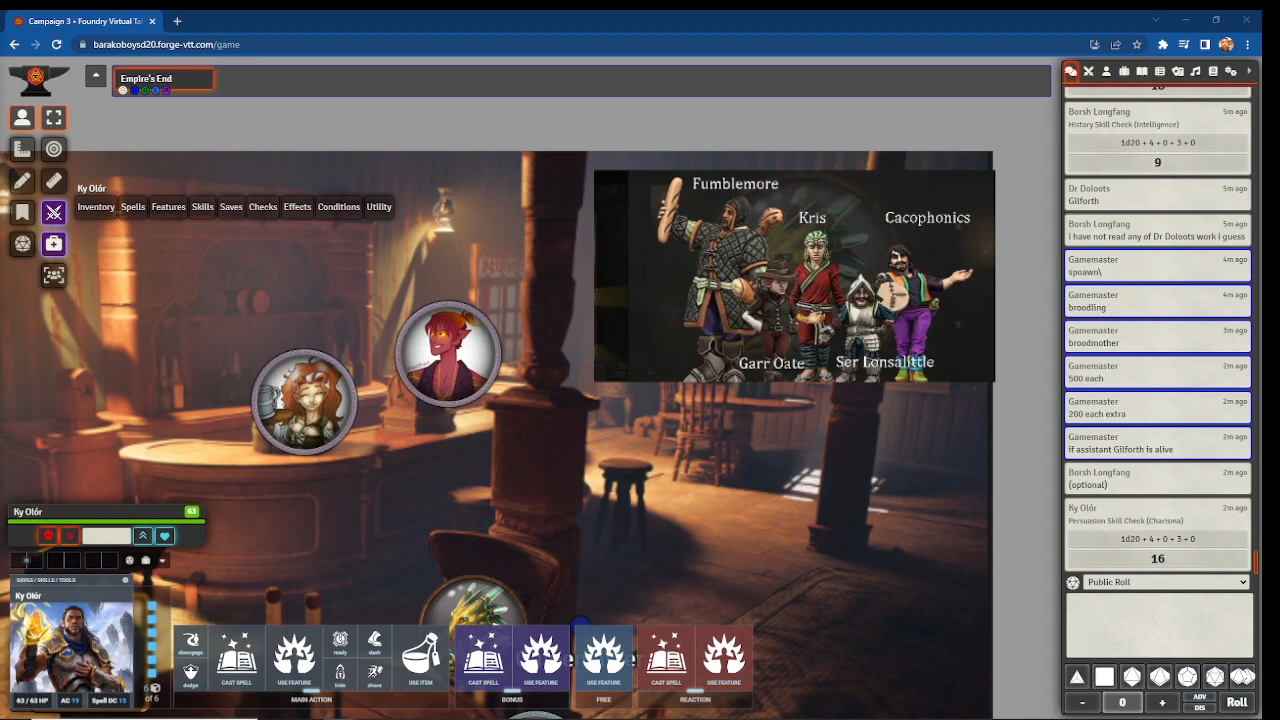 Campaign 3 • Foundry Virtual Tab
barakoboysd20.forge-vtt.com/game
Empire's End
Ky Olór
Inventory Spells Features Skills Saves Checks Effects Conditions Utility
Fumblemore
Kris
Cacophonics
Garr Oate
Ser Lonsalittle
Ky Olór
63
SAVES / SKILLS / TOOLS
Ky Olór
63 / 63 HP
AC 19
Spell DC 15
of 6
disengage
dodge
CAST SPELL
USE FEATURE
ready
hide
dash
shove
USE ITEM
MAIN ACTION
CAST SPELL
USE FEATURE
BONUS
USE FEATURE
FREE
CAST SPELL
USE FEATURE
REACTION
Borsh Longfang 5m ago
History Skill Check (Intelligence)
1d20 + 4 + 0 + 3 + 0
9
Dr Doloots 5m ago
Gilforth
Borsh Longfang 5m ago
i have not read any of Dr Doloots work i guess
Gamemaster 4m ago
spoawn\
Gamemaster 4m ago
broodling
Gamemaster 3m ago
broodmother
Gamemaster 2m ago
500 each
Gamemaster 2m ago
200 each extra
Gamemaster 2m ago
if assistant Gilforth is alive
Borsh Longfang 2m ago
(optional)
Ky Olór 2m ago
Persuasion Skill Check (Charisma)
1d20 + 4 + 0 + 3 + 0
16
Public Roll
- 0 + ADV DIS Roll